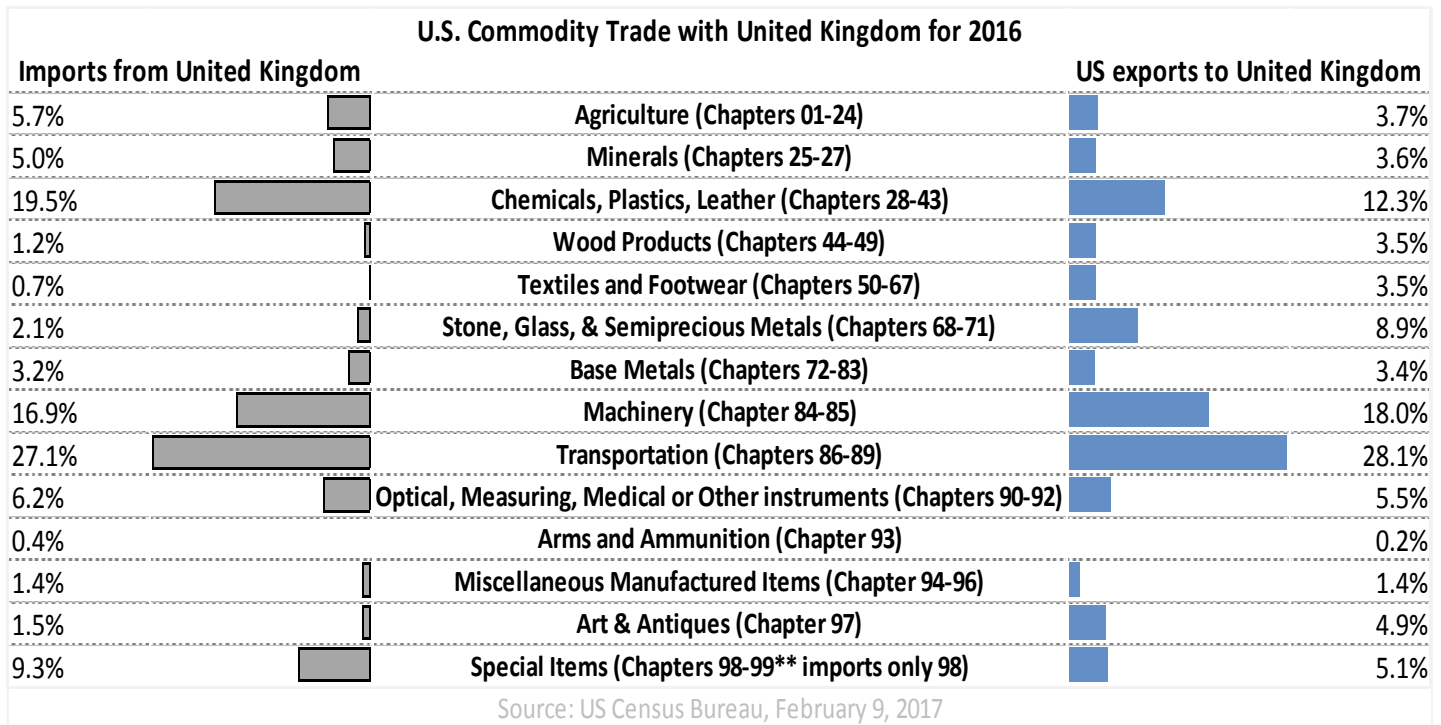 U.S. Commodity Trade with United Kingdom for 2016
Imports from United Kingdom US exports to United Kingdom
5.7% Agriculture (Chapters 01-24) 3.7%
5.0% Minerals (Chapters 25-27) 3.6%
19.5% Chemicals, Plastics, Leather (Chapters 28-43) 12.3%
1.2% Wood Products (Chapters 44-49) 3.5%
0.7% Textiles and Footwear (Chapters 50-67) 3.5%
2.1% Stone, Glass, & Semiprecious Metals (Chapters 68-71) 8.9%
3.2% Base Metals (Chapters 72-83) 3.4%
16.9% Machinery (Chapter 84-85) 18.0%
27.1% Transportation (Chapters 86-89) 28.1%
6.2% Optical, Measuring, Medical or Other instruments (Chapters 90-92) 5.5%
0.4% Arms and Ammunition (Chapter 93) 0.2%
1.4% Miscellaneous Manufactured Items (Chapter 94-96) 1.4%
1.5% Art & Antiques (Chapter 97) 4.9%
9.3% Special Items (Chapters 98-99** imports only 98) 5.1%
Source: US Census Bureau, February 9, 2017